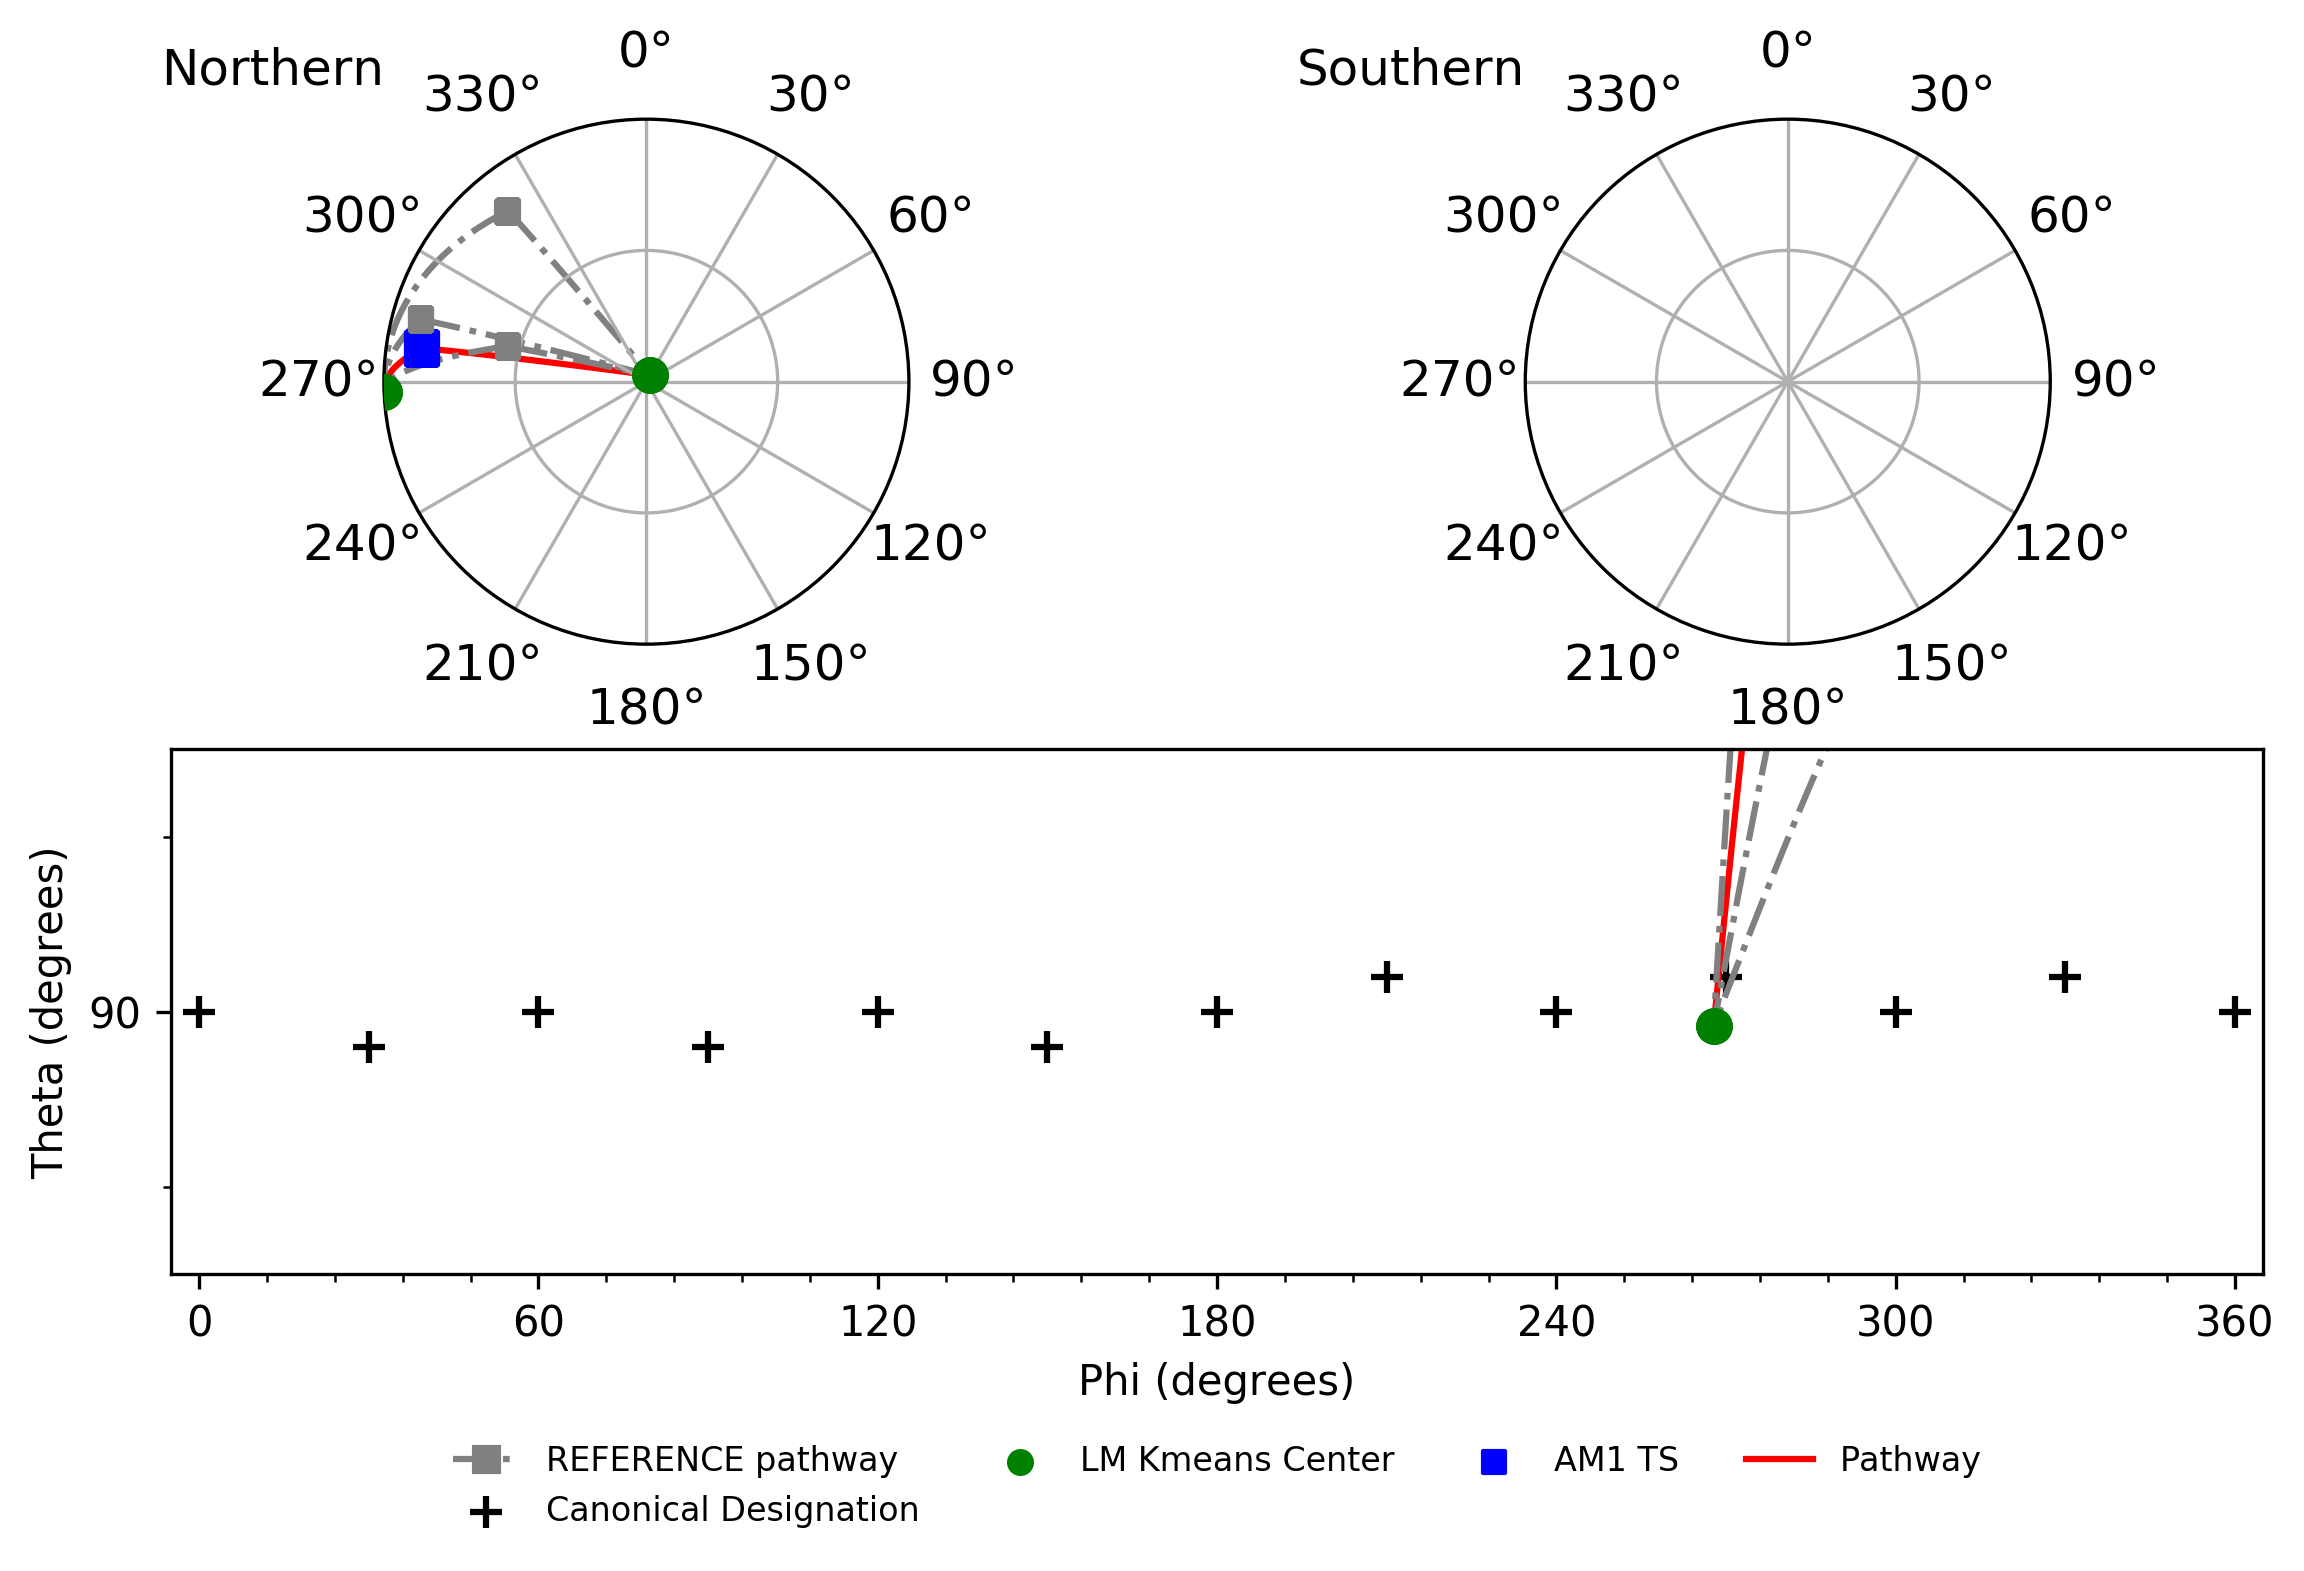 Northern
0°
330°
30°
300°
60°
270°
90°
240°
120°
210°
150°
180°
Southern
0°
330°
30°
300°
60°
270°
90°
240°
120°
210°
150°
180°
Theta (degrees)
90
0 60 120 180 240 300 360
Phi (degrees)
REFERENCE pathway
Canonical Designation
LM Kmeans Center
AM1 TS
Pathway